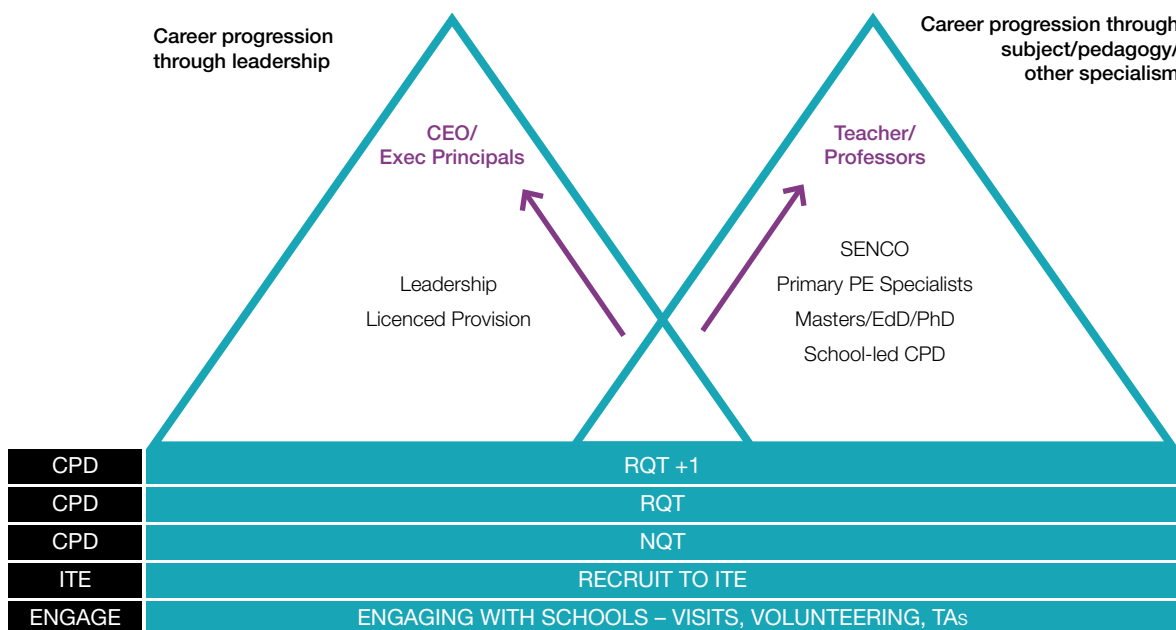 Career progression
through leadership
Career progression through
subject/pedagogy/
other specialism
CEO/
Exec Principals
Teacher/
Professors
Leadership
Licenced Provision
SENCO
Primary PE Specialists
Masters/EdD/PhD
School-led CPD
CPD RQT +1
CPD RQT
CPD NQT
ITE RECRUIT TO ITE
ENGAGE ENGAGING WITH SCHOOLS – VISITS, VOLUNTEERING, TAs